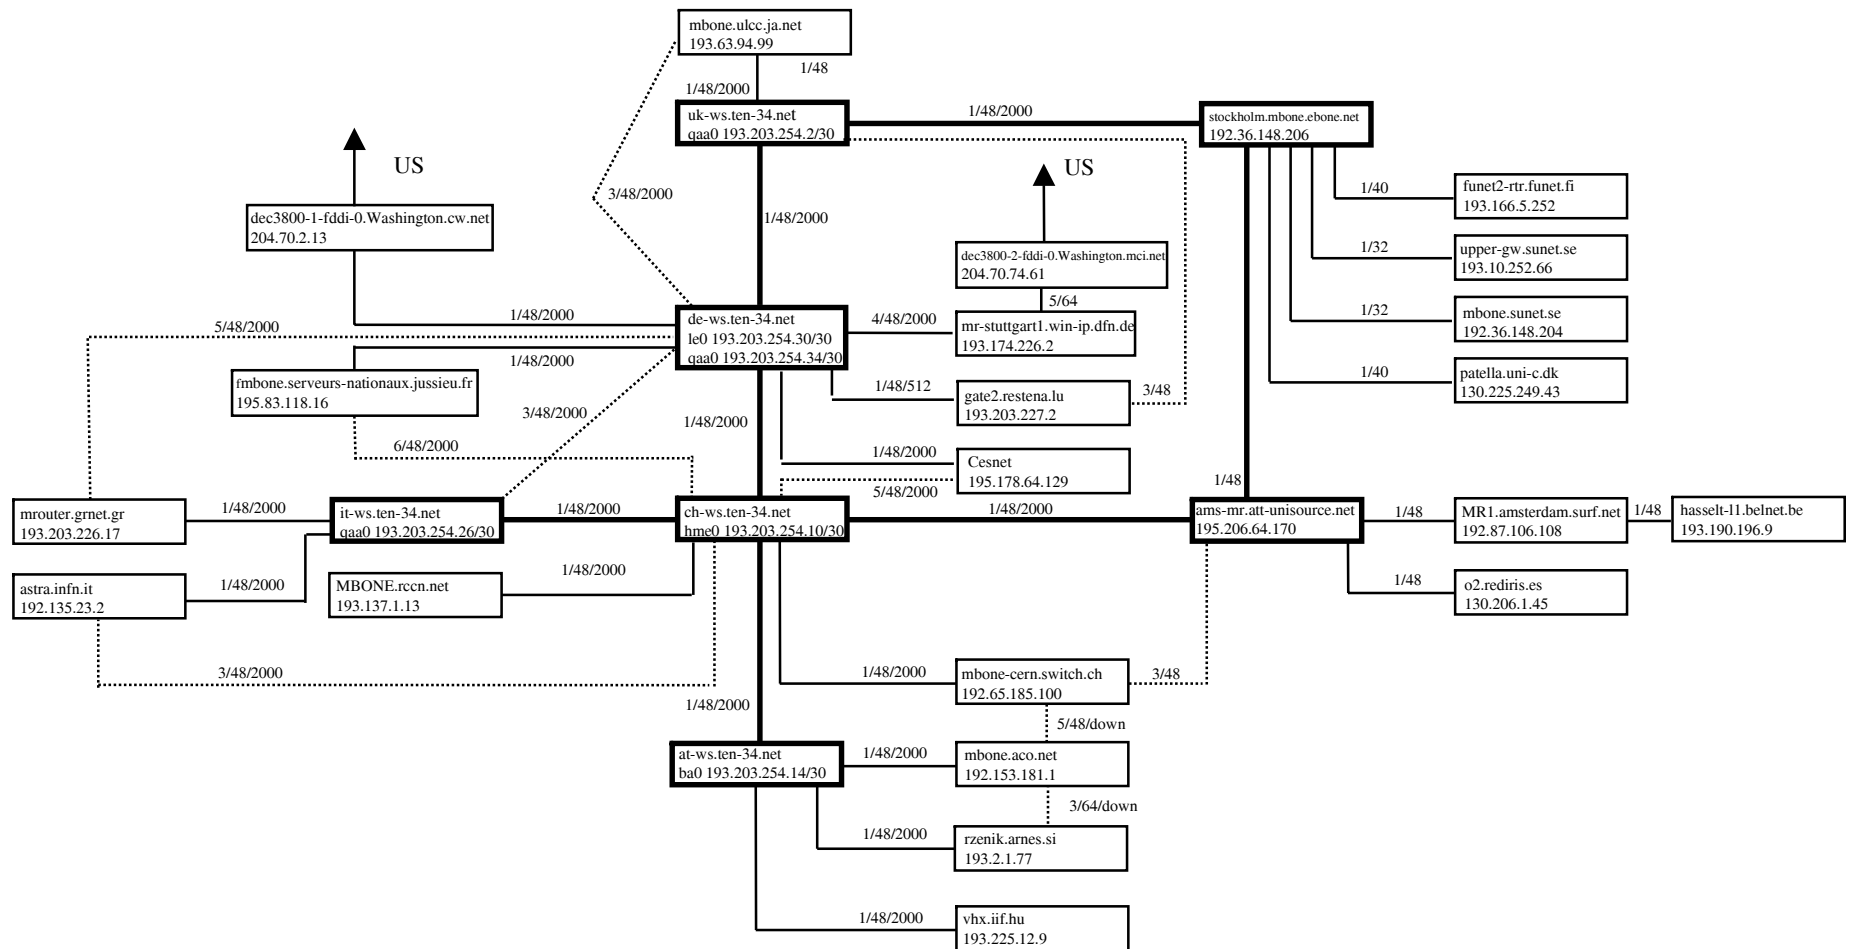 mbone.ulcc.ja.net
193.63.94.99
1/48
1/48/2000
uk-ws.ten-34.net
qaa0 193.203.254.2/30
1/48/2000
stockholm.mbone.ebone.net
192.36.148.206
US
US
3/48/2000
1/48/2000
1/40
funet2-rtr.funet.fi
193.166.5.252
dec3800-1-fddi-0.Washington.cw.net
204.70.2.13
dec3800-2-fddi-0.Washington.mci.net
204.70.74.61
1/32
upper-gw.sunet.se
193.10.252.66
5/64
1/32
mbone.sunet.se
192.36.148.204
5/48/2000
1/48/2000
de-ws.ten-34.net
le0 193.203.254.30/30
qaa0 193.203.254.34/30
4/48/2000
mr-stuttgart1.win-ip.dfn.de
193.174.226.2
1/48/2000
fmbone.serveurs-nationaux.jussieu.fr
195.83.118.16
1/48/512
gate2.restena.lu
193.203.227.2
3/48
1/40
patella.uni-c.dk
130.225.249.43
3/48/2000
1/48/2000
6/48/2000
1/48/2000
Cesnet
195.178.64.129
5/48/2000
1/48
mrouter.grnet.gr
193.203.226.17
1/48/2000
it-ws.ten-34.net
qaa0 193.203.254.26/30
1/48/2000
ch-ws.ten-34.net
hme0 193.203.254.10/30
1/48/2000
ams-mr.att-unisource.net
195.206.64.170
1/48
MR1.amsterdam.surf.net
192.87.106.108
1/48
hasselt-l1.belnet.be
193.190.196.9
astra.infn.it
192.135.23.2
1/48/2000
MBONE.rccn.net
193.137.1.13
1/48/2000
1/48
o2.rediris.es
130.206.1.45
3/48/2000
1/48/2000
mbone-cern.switch.ch
192.65.185.100
3/48
1/48/2000
5/48/down
at-ws.ten-34.net
ba0 193.203.254.14/30
1/48/2000
mbone.aco.net
192.153.181.1
3/64/down
1/48/2000
rzenik.arnes.si
193.2.1.77
1/48/2000
vhx.iif.hu
193.225.12.9